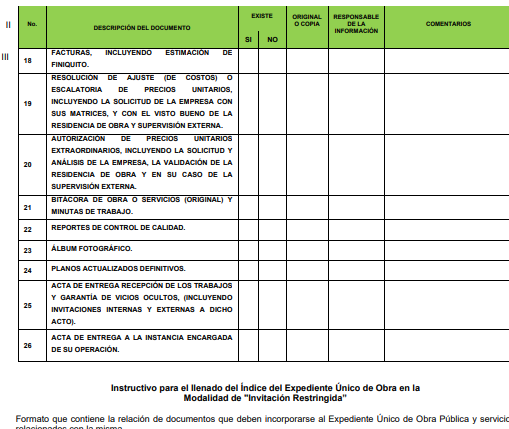 II
III
No.
DESCRIPCIÓN DEL DOCUMENTO
EXISTE
SI NO
ORIGINAL
O COPIA
RESPONSABLE
DE LA
INFORMACIÓN
COMENTARIOS
18
FACTURAS, INCLUYENDO ESTIMACIÓN DE
FINIQUITO.
19
RESOLUCIÓN DE AJUSTE (DE COSTOS) O
ESCALATORIA DE PRECIOS UNITARIOS,
INCLUYENDO LA SOLICITUD DE LA EMPRESA CON
SUS MATRICES, Y CON EL VISTO BUENO DE LA
RESIDENCIA DE OBRA Y SUPERVISIÓN EXTERNA.
20
AUTORIZACIÓN DE PRECIOS UNITARIOS
EXTRAORDINARIOS, INCLUYENDO LA SOLICITUD Y
ANÁLISIS DE LA EMPRESA, LA VALIDACIÓN DE LA
RESIDENCIA DE OBRA Y EN SU CASO DE LA
SUPERVISIÓN EXTERNA.
21
BITÁCORA DE OBRA O SERVICIOS (ORIGINAL) Y
MINUTAS DE TRABAJO.
22
REPORTES DE CONTROL DE CALIDAD.
23
ÁLBUM FOTOGRÁFICO.
24
PLANOS ACTUALIZADOS DEFINITIVOS.
25
ACTA DE ENTREGA RECEPCIÓN DE LOS TRABAJOS
Y GARANTÍA DE VICIOS OCULTOS, (INCLUYENDO
INVITACIONES INTERNAS Y EXTERNAS A DICHO
ACTO).
26
ACTA DE ENTREGA A LA INSTANCIA ENCARGADA
DE SU OPERACIÓN.
Instructivo para el llenado del Índice del Expediente Único de Obra en la
Modalidad de "Invitación Restringida"
Formato que contiene la relación de documentos que deben incorporarse al Expediente Único de Obra Pública y servicio
relacionados con la misma